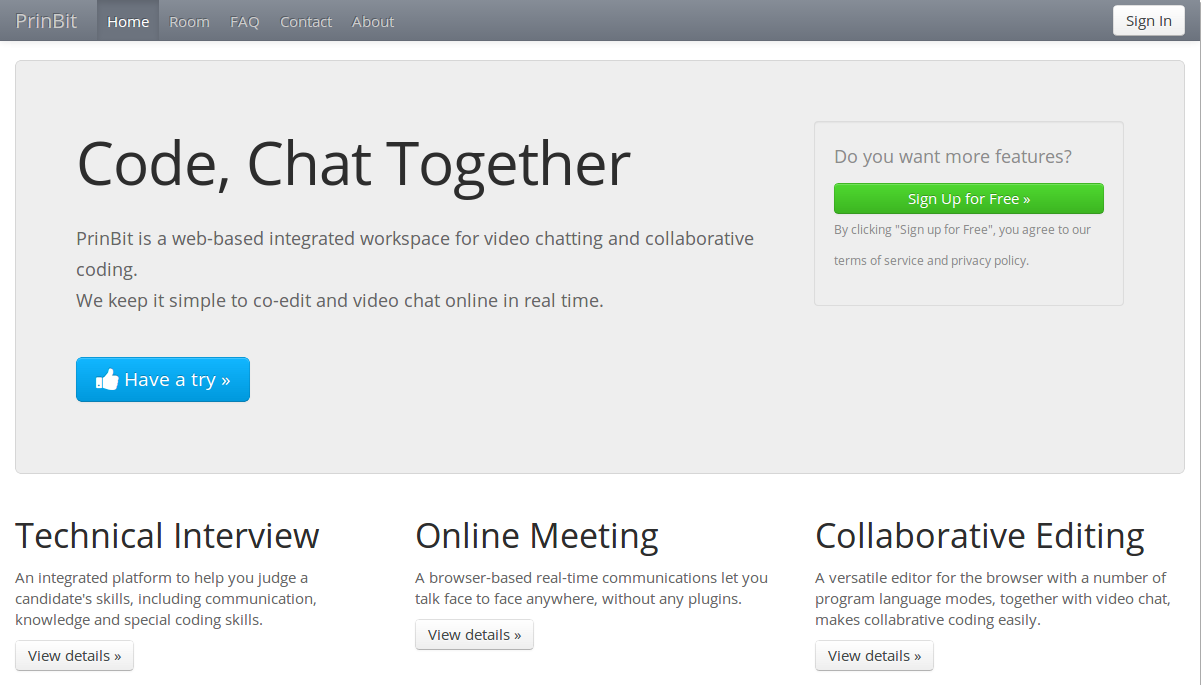 PrinBit Home Room FAQ Contact About Sign In
Code, Chat Together
PrinBit is a web-based integrated workspace for video chatting and collaborative
coding.
We keep it simple to co-edit and video chat online in real time.
Have a try »
Do you want more features?
Sign Up for Free »
By clicking "Sign up for Free", you agree to our
terms of service and privacy policy.
Technical Interview
An integrated platform to help you judge a
candidate's skills, including communication,
knowledge and special coding skills.
View details »
Online Meeting
A browser-based real-time communications let you
talk face to face anywhere, without any plugins.
View details »
Collaborative Editing
A versatile editor for the browser with a number of
program language modes, together with video chat,
makes collabrative coding easily.
View details »